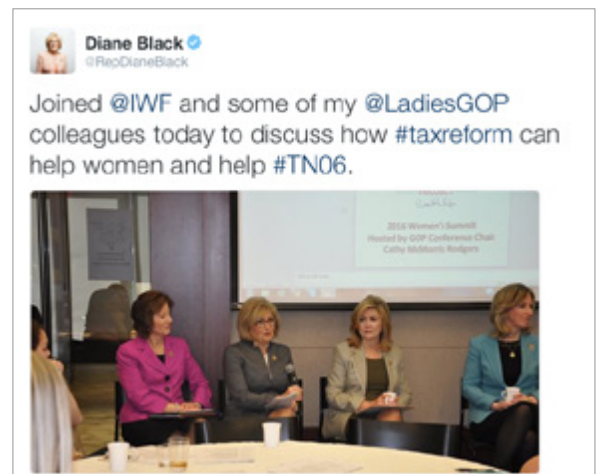 Diane Black
@RepDianeBlack
Joined @IWF and some of my @LadiesGOP
colleagues today to discuss how #taxreform can
help women and help #TN06.
2016 Women's Summit
Hosted by GOP Conference Chair
Cathy McMorris Rodgers